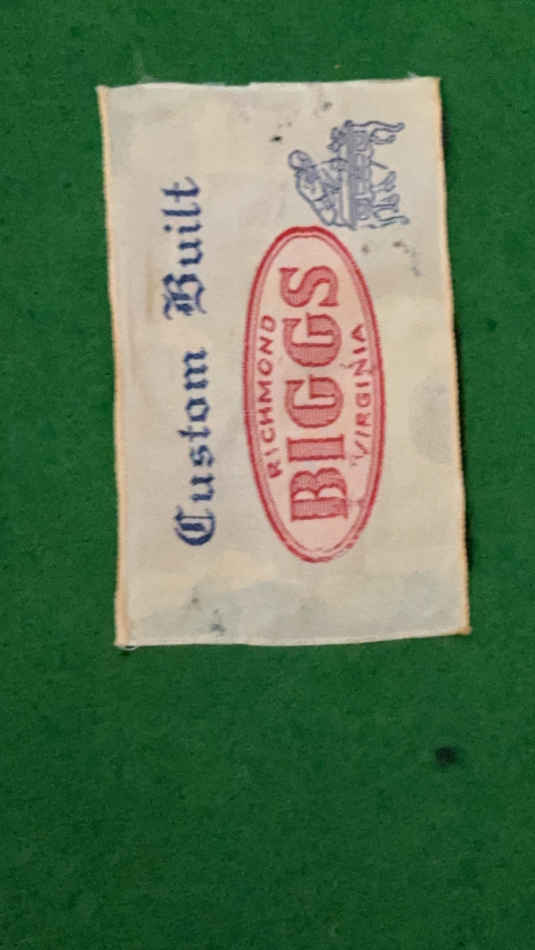 Custom Built
RICHMOND
BIGGS
VIRGINIA